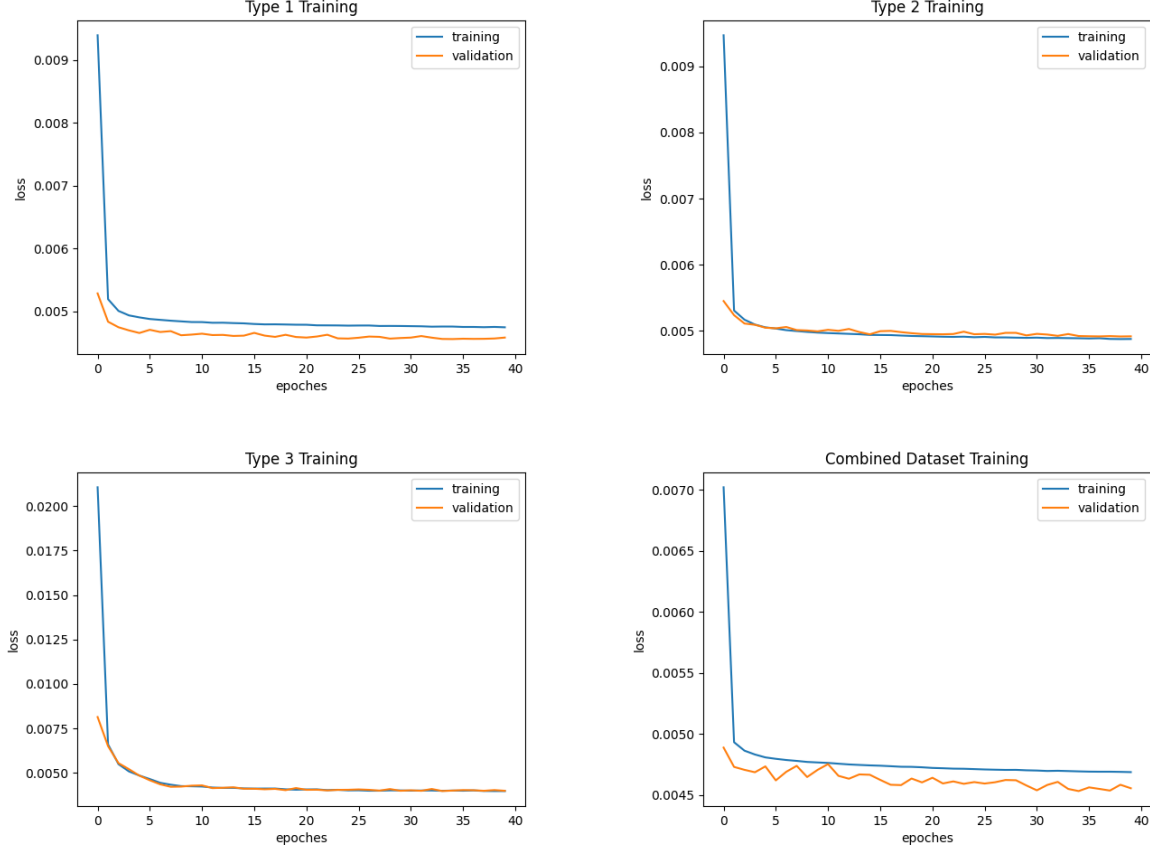 Type 1 Training
training
validation
0.009
0.008
0.007
0.006
0.005
loss
0 5 10 15 20 25 30 35 40
epoches
Type 2 Training
training
validation
0.009
0.008
0.007
0.006
0.005
loss
0 5 10 15 20 25 30 35 40
epoches
Type 3 Training
training
validation
0.0200
0.0175
0.0150
0.0125
0.0100
0.0075
0.0050
loss
0 5 10 15 20 25 30 35 40
epoches
Combined Dataset Training
training
validation
0.0070
0.0065
0.0060
0.0055
0.0050
0.0045
loss
0 5 10 15 20 25 30 35 40
epoches